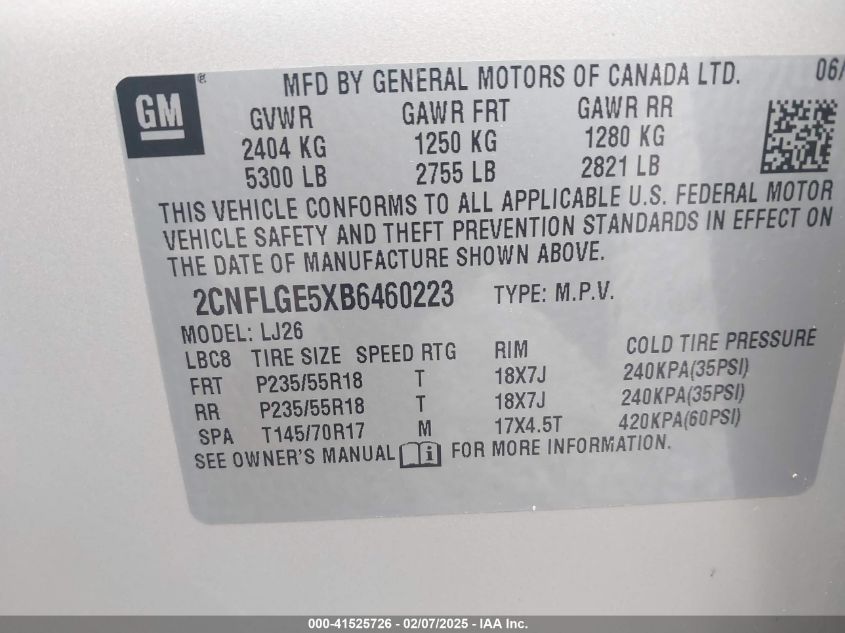 GM ® MFD BY GENERAL MOTORS OF CANADA LTD. 06/
GVWR GAWR FRT GAWR RR
2404 KG 1250 KG 1280 KG
5300 LB 2755 LB 2821 LB
THIS VEHICLE CONFORMS TO ALL APPLICABLE U.S. FEDERAL MOTOR
VEHICLE SAFETY AND THEFT PREVENTION STANDARDS IN EFFECT ON
THE DATE OF MANUFACTURE SHOWN ABOVE.
2CNFLGE5XB6460223 TYPE: M.P.V.
MODEL: LJ26
LBC8 TIRE SIZE SPEED RTG RIM COLD TIRE PRESSURE
FRT P235/55R18 T 18X7J 240KPA(35PSI)
RR P235/55R18 T 18X7J 240KPA(35PSI)
SPA T145/70R17 M 17X4.5T 420KPA(60PSI)
SEE OWNER'S MANUAL i FOR MORE INFORMATION.
000-41525726 - 02/07/2025 - IAA Inc.